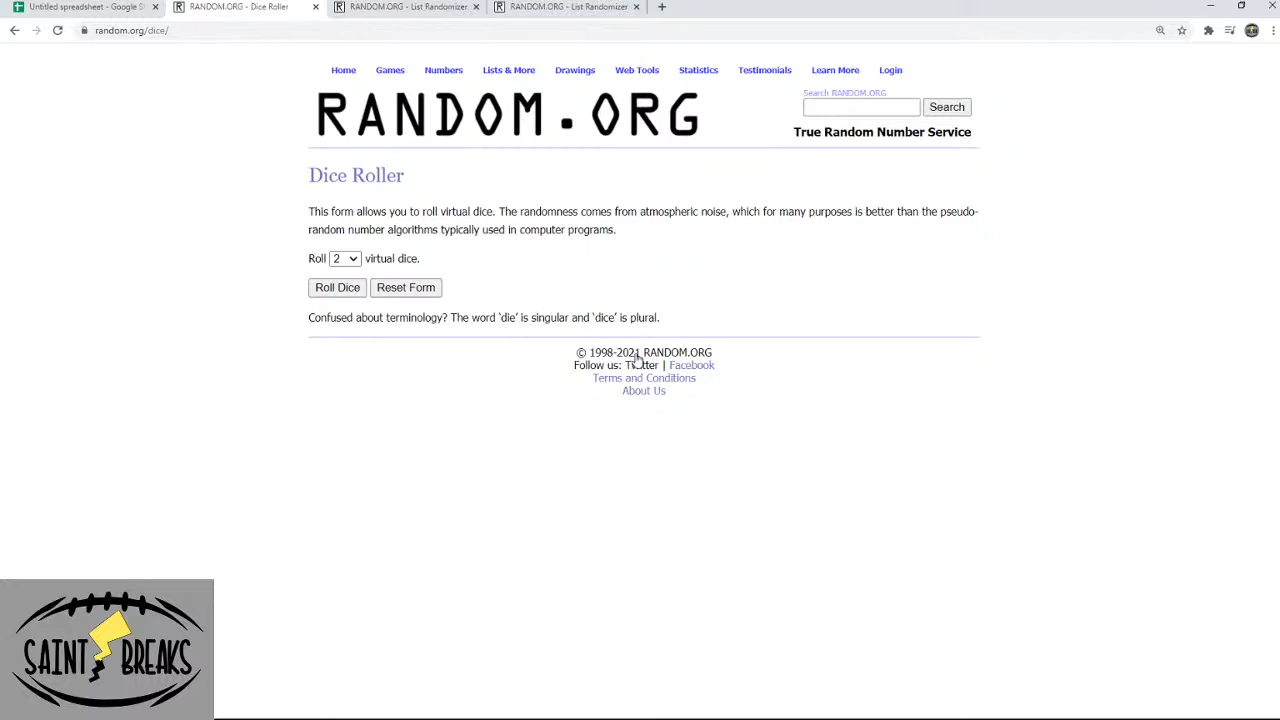 Untitled spreadsheet - Google S
RANDOM.ORG - Dice Roller
RANDOM.ORG - List Randomizer
RANDOM.ORG - List Randomizer
random.org/dice/
Home Games Numbers Lists & More Drawings Web Tools Statistics Testimonials Learn More Login
RANDOM.ORG
Search RANDOM.ORG
Search
True Random Number Service
Dice Roller
This form allows you to roll virtual dice. The randomness comes from atmospheric noise, which for many purposes is better than the pseudo-
random number algorithms typically used in computer programs.
Roll 2 virtual dice.
Roll Dice Reset Form
Confused about terminology? The word ‘die’ is singular and ‘dice’ is plural.
© 1998-2021 RANDOM.ORG
Follow us: Twitter | Facebook
Terms and Conditions
About Us
SAINT BREAKS